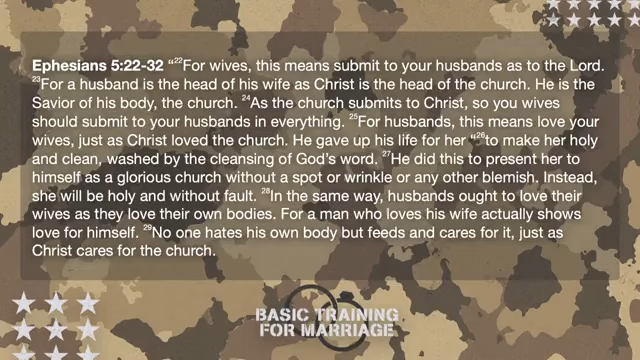 Ephesians 5:22-32 “²²For wives, this means submit to your husbands as to the Lord.
²³For a husband is the head of his wife as Christ is the head of the church. He is the
Savior of his body, the church. ²⁴As the church submits to Christ, so you wives
should submit to your husbands in everything. ²⁵For husbands, this means love your
wives, just as Christ loved the church. He gave up his life for her “²⁶to make her holy
and clean, washed by the cleansing of God’s word. ²⁷He did this to present her to
himself as a glorious church without a spot or wrinkle or any other blemish. Instead,
she will be holy and without fault. ²⁸In the same way, husbands ought to love their
wives as they love their own bodies. For a man who loves his wife actually shows
love for himself. ²⁹No one hates his own body but feeds and cares for it, just as
Christ cares for the church.
BASIC TRAINING
FOR MARRIAGE